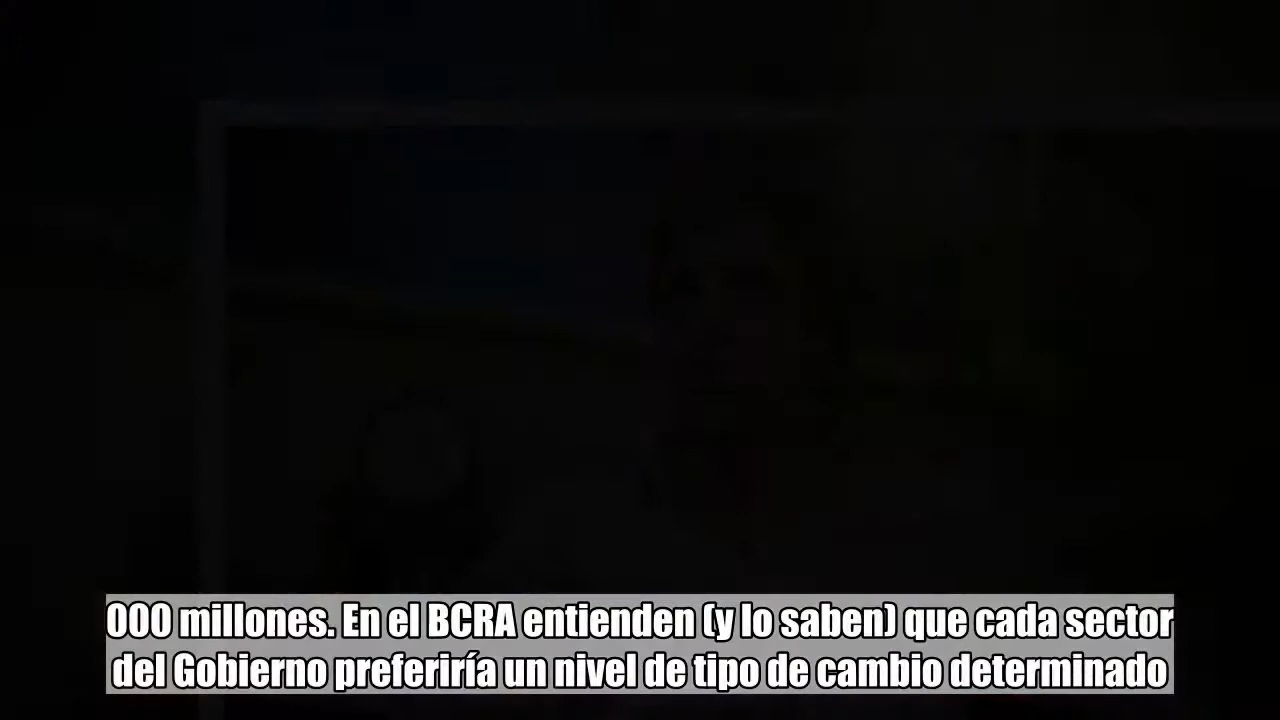 000 millones. En el BCRA entienden (y lo saben) que cada sector
del Gobierno preferiría un nivel de tipo de cambio determinado